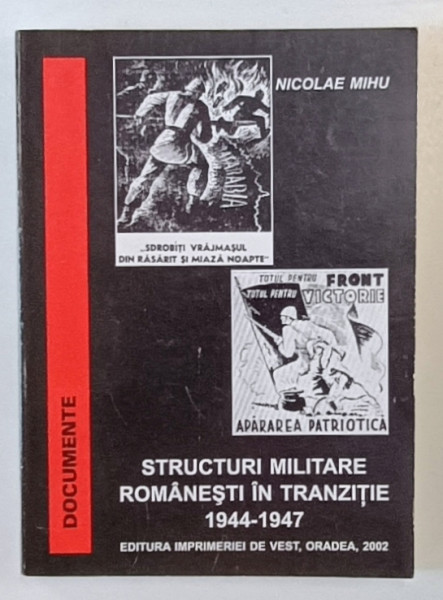 NICOLAE MIHU
BASARABIA
„SDROBIȚI VRĂJMAȘUL
DIN RĂSĂRIT ȘI MIAZĂ NOAPTE"
TOTUL PENTRU FRONT
TOTUL PENTRU VICTORIE
APĂRAREA PATRIOTICĂ
DOCUMENTE
STRUCTURI MILITARE
ROMÂNEȘTI ÎN TRANZIȚIE
1944-1947
EDITURA IMPRIMERIEI DE VEST, ORADEA, 2002